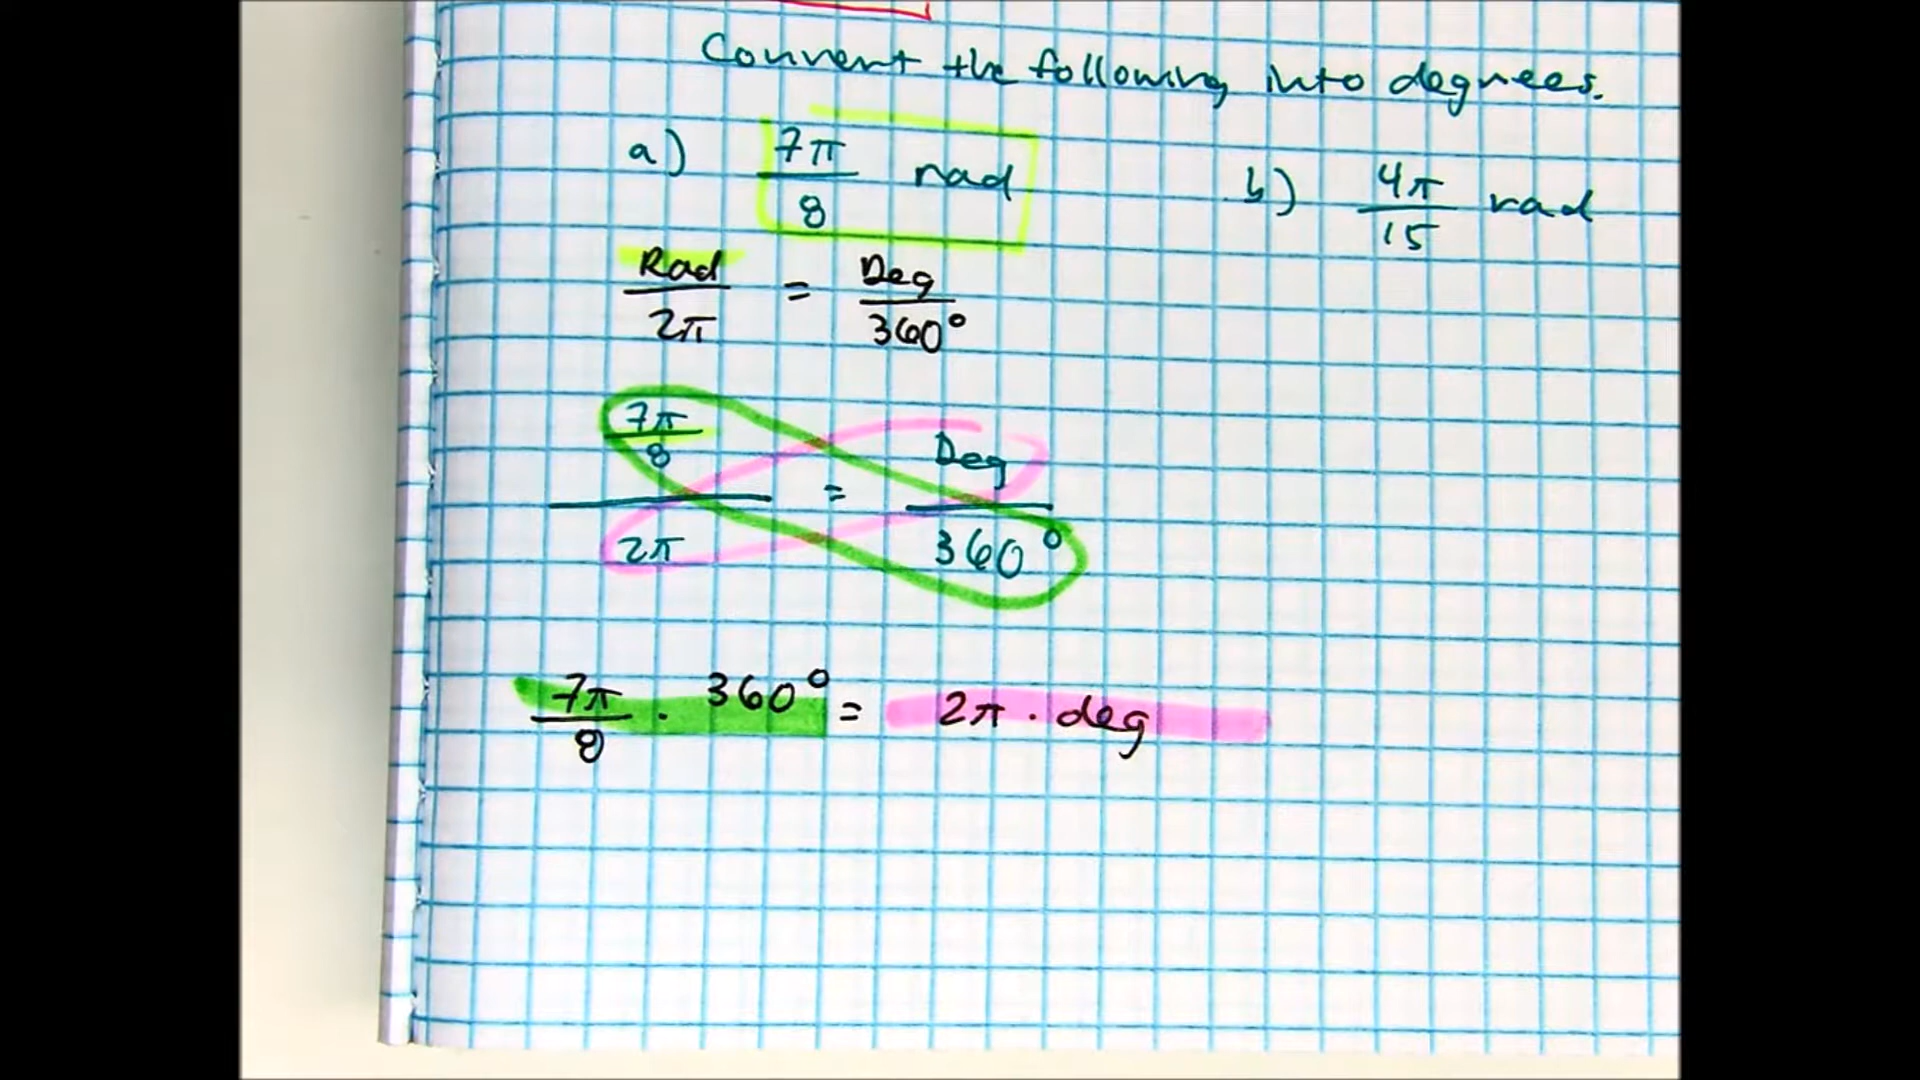 Convert the following into degrees.
a) 7π/8 rad
b) 4π/15 rad
Rad/2π = Deg/360°
7π/8 / 2π = Deg/360°
7π/8 · 360° = 2π · deg